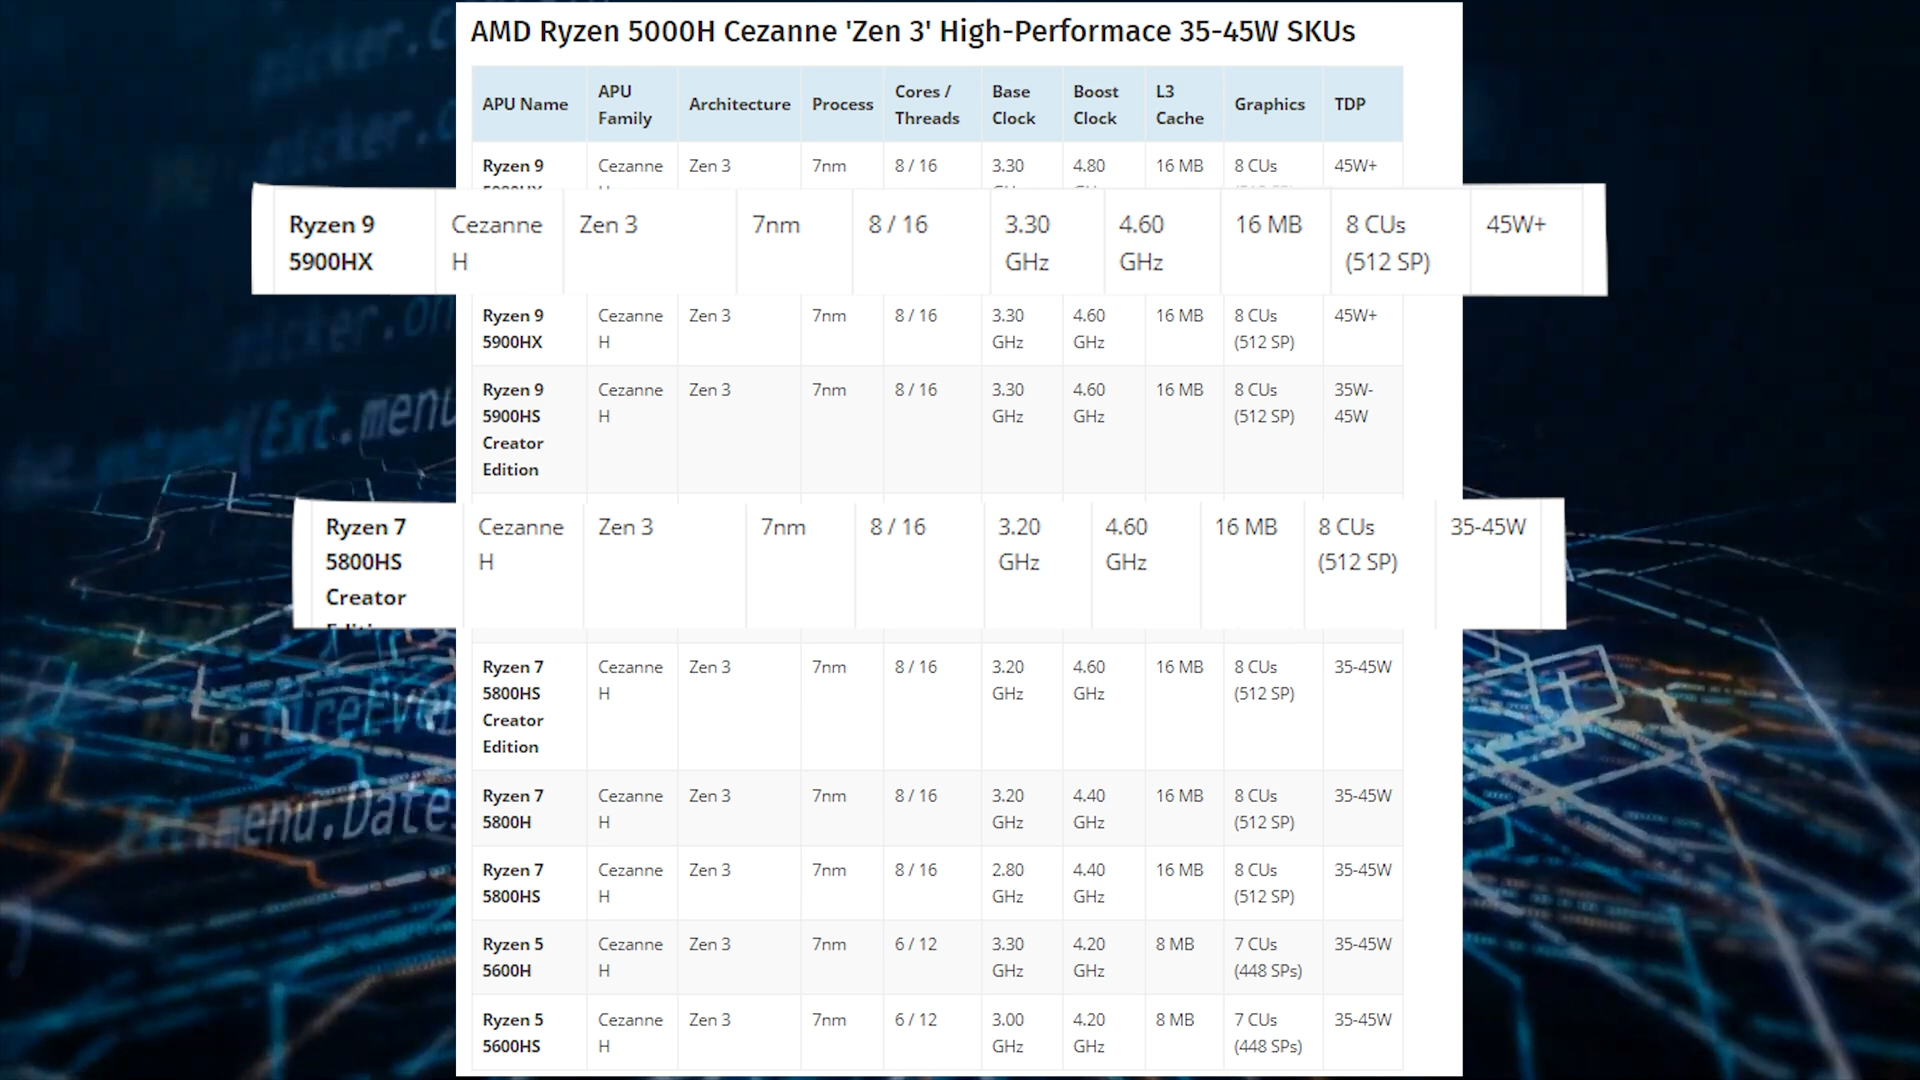 AMD Ryzen 5000H Cezanne 'Zen 3' High-Performace 35-45W SKUs
APU Name APU Family Architecture Process Cores / Threads Base Clock Boost Clock L3 Cache Graphics TDP
Ryzen 9 Cezanne Zen 3 7nm 8 / 16 3.30 4.80 16 MB 8 CUs 45W+
Ryzen 9 5900HX Cezanne H Zen 3 7nm 8 / 16 3.30 GHz 4.60 GHz 16 MB 8 CUs (512 SP) 45W+
Ryzen 9 5900HX Cezanne H Zen 3 7nm 8 / 16 3.30 GHz 4.60 GHz 16 MB 8 CUs (512 SP) 45W+
Ryzen 9 5900HS Creator Edition Cezanne H Zen 3 7nm 8 / 16 3.30 GHz 4.60 GHz 16 MB 8 CUs (512 SP) 35W-45W
Ryzen 7 5800HS Creator Cezanne H Zen 3 7nm 8 / 16 3.20 GHz 4.60 GHz 16 MB 8 CUs (512 SP) 35-45W
Ryzen 7 5800HS Creator Edition Cezanne H Zen 3 7nm 8 / 16 3.20 GHz 4.60 GHz 16 MB 8 CUs (512 SP) 35-45W
Ryzen 7 5800H Cezanne H Zen 3 7nm 8 / 16 3.20 GHz 4.40 GHz 16 MB 8 CUs (512 SP) 35-45W
Ryzen 7 5800HS Cezanne H Zen 3 7nm 8 / 16 2.80 GHz 4.40 GHz 16 MB 8 CUs (512 SP) 35-45W
Ryzen 5 5600H Cezanne H Zen 3 7nm 6 / 12 3.30 GHz 4.20 GHz 8 MB 7 CUs (448 SPs) 35-45W
Ryzen 5 5600HS Cezanne H Zen 3 7nm 6 / 12 3.00 GHz 4.20 GHz 8 MB 7 CUs (448 SPs) 35-45W
(Ext.menu
Ext.menu.Date